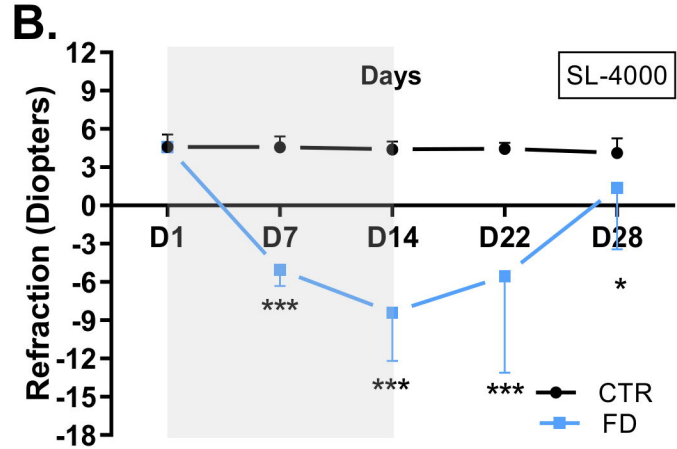 B.
Refraction (Diopters)
12
9
6
3
0
-3
-6
-9
-12
-15
-18
Days
SL-4000
D1 D7 D14 D22 D28
***
***
***
*
CTR
FD